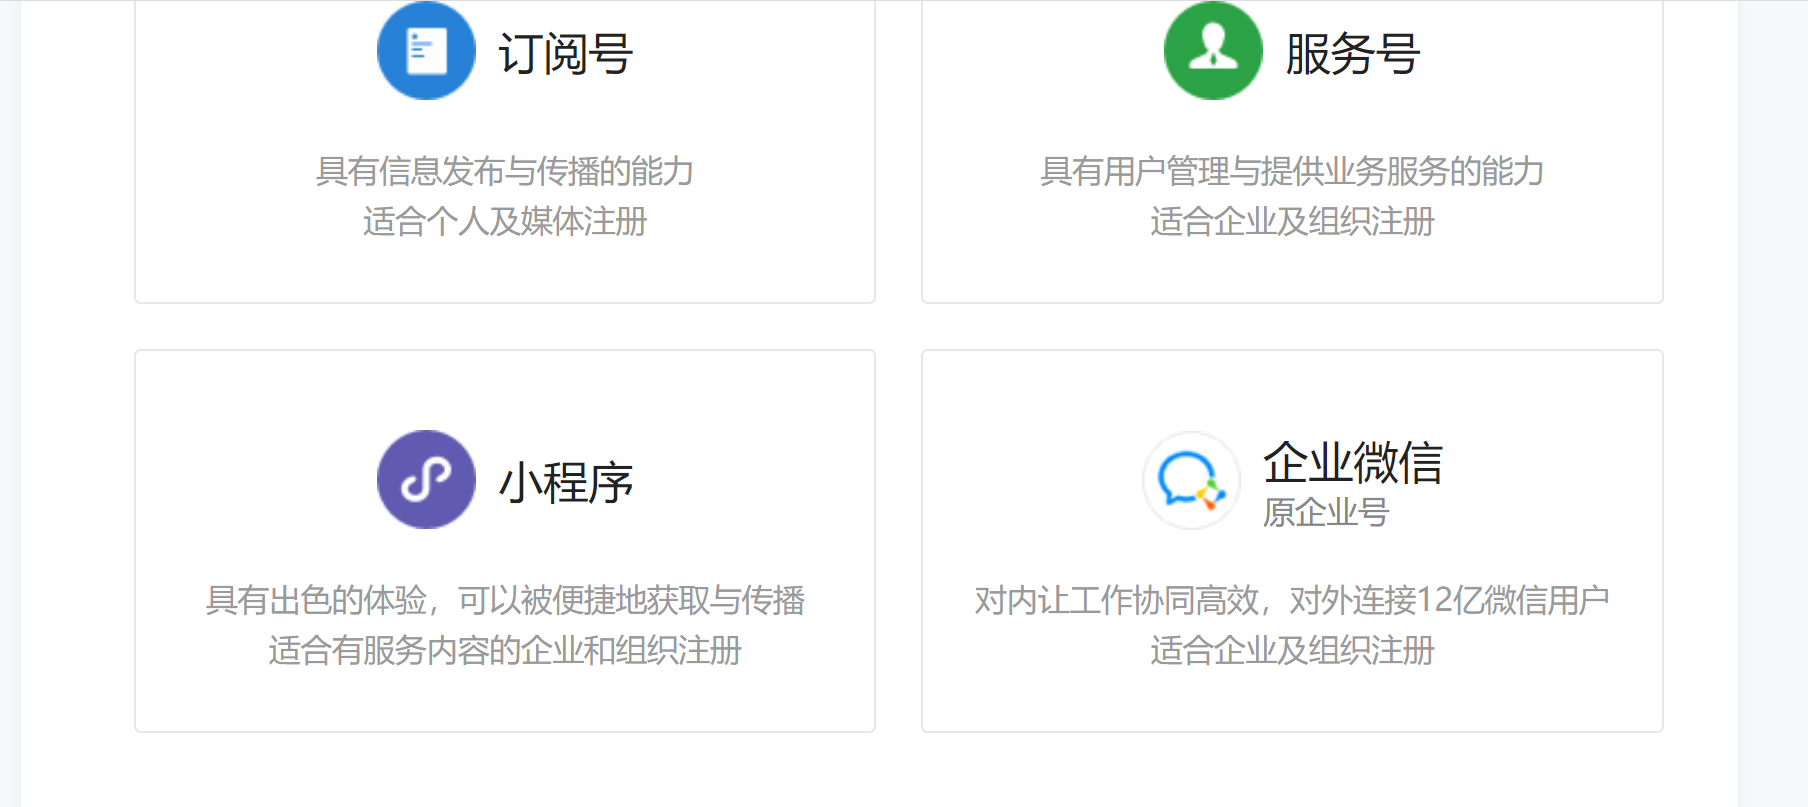 订阅号
具有信息发布与传播的能力
适合个人及媒体注册
服务号
具有用户管理与提供业务服务的能力
适合企业及组织注册
小程序
具有出色的体验，可以被便捷地获取与传播
适合有服务内容的企业和组织注册
企业微信
原企业号
对内让工作协同高效，对外连接12亿微信用户
适合企业及组织注册